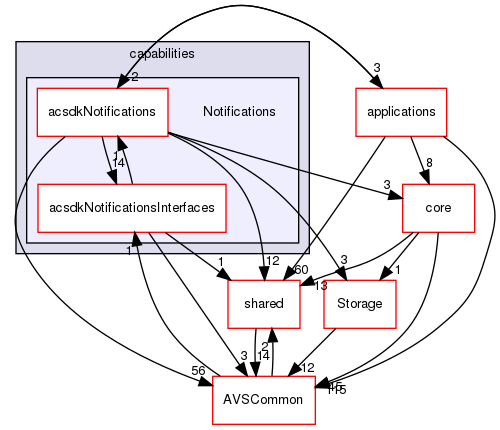 capabilities
2
3
acsdkNotifications
Notifications
applications
1
14
8
acsdkNotificationsInterfaces
3
core
1
1
12
60
3
1
13
shared
Storage
2
56
3
14
12
AVSCommon
115